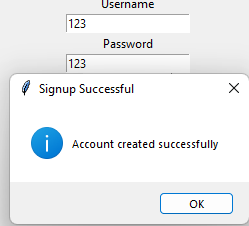 Username
123
Password
123
Signup Successful
Account created successfully
OK